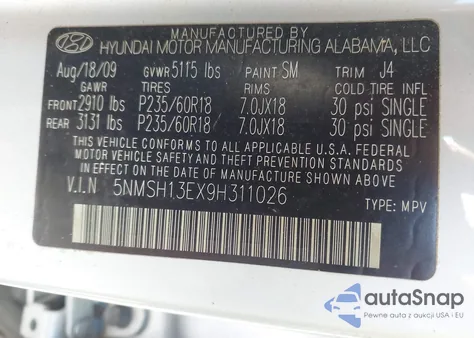 MANUFACTURED BY
HYUNDAI MOTOR MANUFACTURING ALABAMA, LLC
Aug/18/09 GVWR 5115 lbs PAINT SM TRIM J4
GAWR TIRES RIMS COLD TIRE INFL
FRONT 2910 lbs P235/60R18 7.0JX18 30 psi SINGLE
REAR 3131 lbs P235/60R18 7.0JX18 30 psi SINGLE
THIS VEHICLE CONFORMS TO ALL APPLICABLE U.S.A. FEDERAL
MOTOR VEHICLE SAFETY AND THEFT PREVENTION STANDARDS
IN EFFECT ON THE DATE OF MANUFACTURE SHOWN ABOVE.
V.I.N 5NMSH13EX9H311026
TYPE: MPV
autoSnap
Pewne auta z aukcji USA i EU